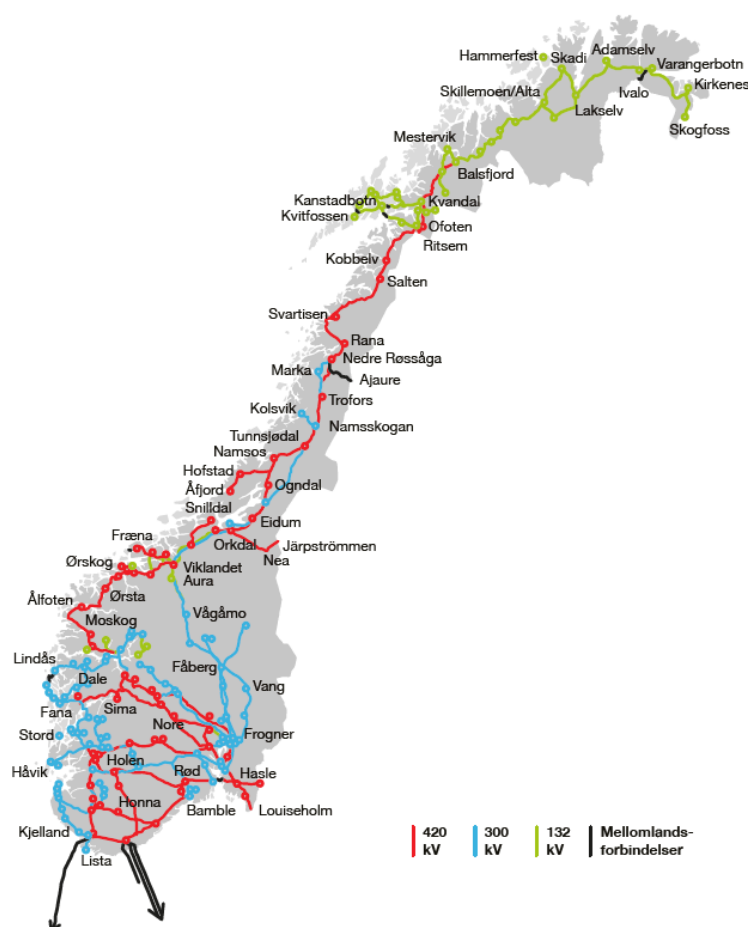 Hammerfest
Skadi
Adamselv
Varangerbotn
Skillemoen/Alta
Ivalo
Kirkenes
Lakselv
Skogfoss
Mestervik
Balsfjord
Kanstadbotn
Kvandal
Kvitfossen
Ofoten
Ritsem
Kobbelv
Salten
Svartisen
Rana
Nedre Røssåga
Marka
Ajaure
Trofors
Kolsvik
Namsskogan
Tunnsjødal
Namsos
Hofstad
Åfjord
Ogndal
Snilldal
Eidum
Fræna
Orkdal
Järpströmmen
Nea
Ørskog
Viklandet
Aura
Ørsta
Ålfoten
Vågåmo
Moskog
Lindås
Fåberg
Dale
Vang
Sima
Fana
Nore
Stord
Frogner
Holen
Håvik
Rød
Hasle
Honna
Bamble
Louiseholm
Kjelland
Lista
420
kV
300
kV
132
kV
Mellomlands-
forbindelser